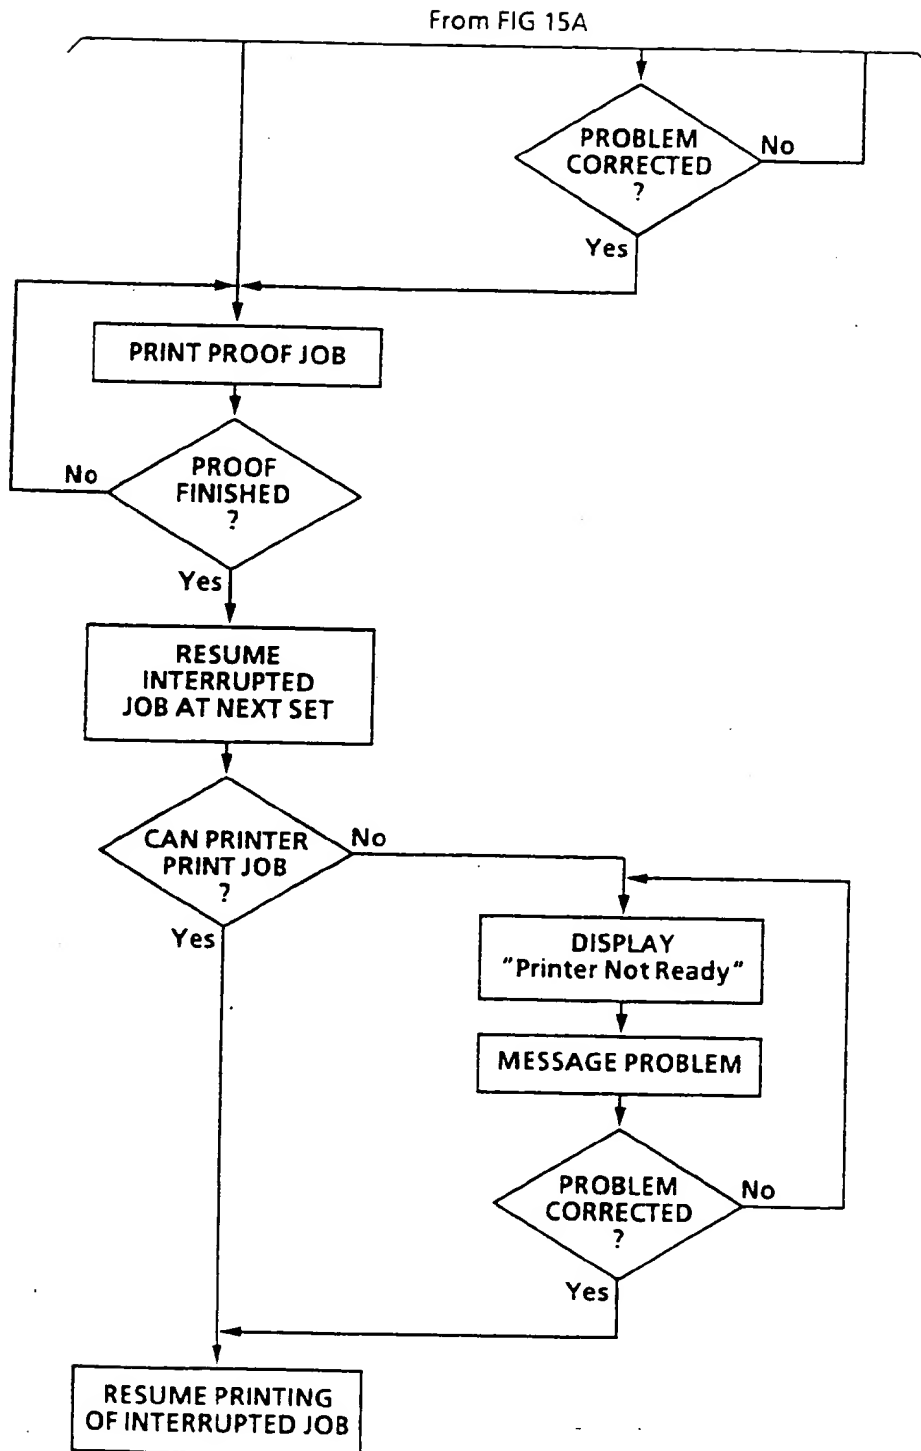 From FIG 15A
PROBLEM
CORRECTED
?
No
Yes
PRINT PROOF JOB
PROOF
FINISHED
?
No
Yes
RESUME
INTERRUPTED
JOB AT NEXT SET
CAN PRINTER
PRINT JOB
?
No
Yes
DISPLAY
"Printer Not Ready"
MESSAGE PROBLEM
PROBLEM
CORRECTED
?
No
Yes
RESUME PRINTING
OF INTERRUPTED JOB